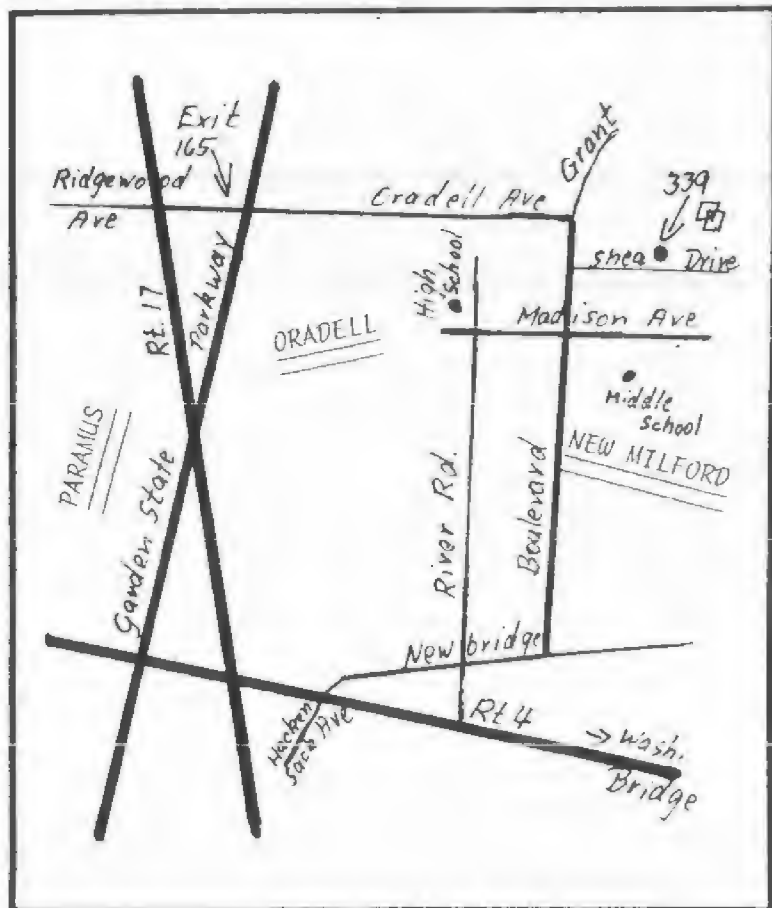 Exit
165
Grant
Ridgewood
Ave
Eradell Ave
339
shea Drive
High
School
Madison Ave
Rt. 17
Parkway
ORADELL
Middle
School
PARAMUS
NEW MILFORD
Garden State
River Rd.
Boulevard
New bridge
Hacken
Sack Ave
Rt 4
→ Wash.
Bridge